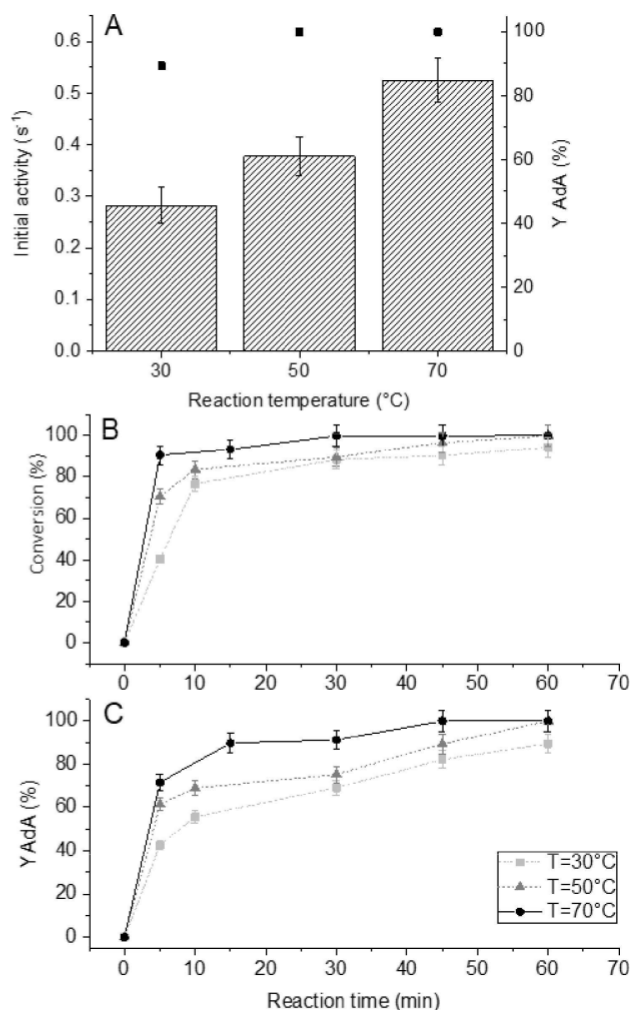 A
0.6
0.5
0.4
0.3
0.2
0.1
0.0
Initial activity (s-1)
100
80
60
40
20
0
Y AdA (%)
30 50 70
Reaction temperature (°C)
B
100
80
60
40
20
0
Conversion (%)
0 10 20 30 40 50 60 70
C
100
80
60
40
20
0
Y AdA (%)
T=30°C
T=50°C
T=70°C
0 10 20 30 40 50 60 70
Reaction time (min)